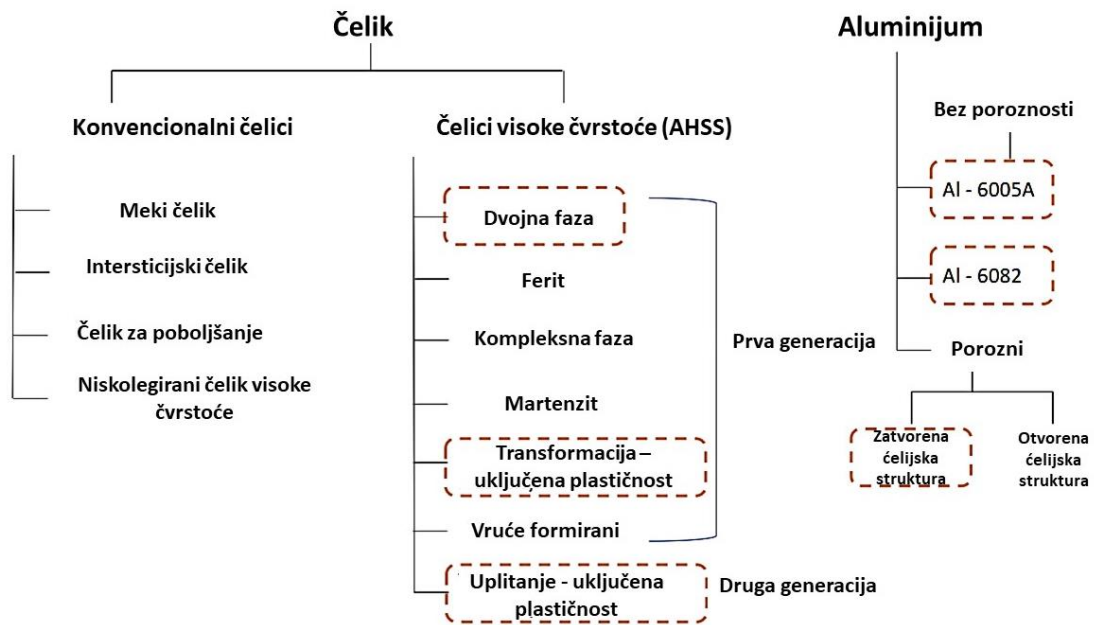 Čelik
Konvencionalni čelici
Meki čelik
Intersticijski čelik
Čelik za poboljšanje
Niskolegirani čelik visoke
čvrstoće
Čelici visoke čvrstoće (AHSS)
Dvojna faza
Ferit
Kompleksna faza
Martenzit
Transformacija –
uključena plastičnost
Vruće formirani
Prva generacija
Uplitanje - uključena
plastičnost
Druga generacija
Aluminijum
Bez poroznosti
Al - 6005A
Al - 6082
Porozni
Zatvorena
ćelijska
struktura
Otvorena
ćelijska
struktura